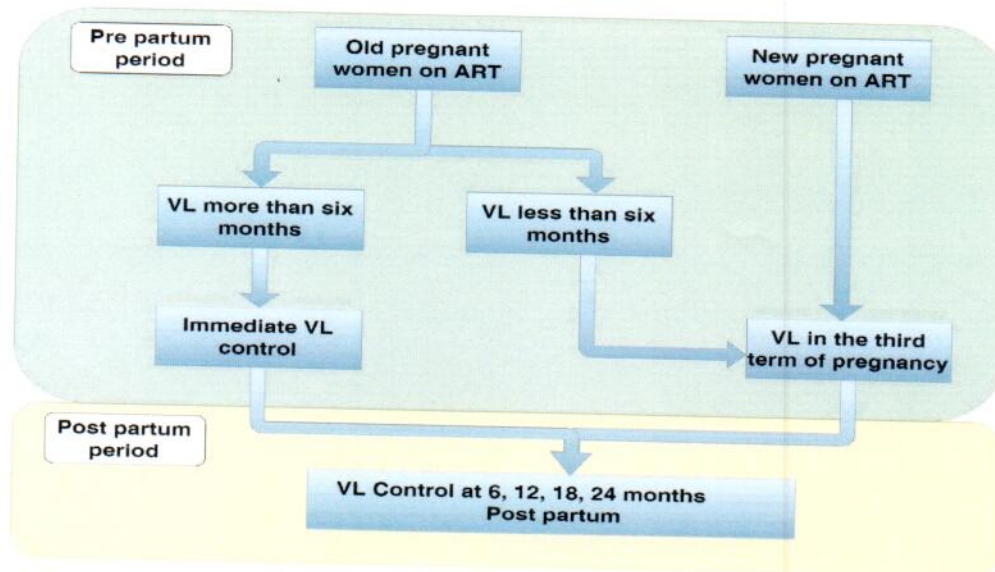 Pre partum
period
Old pregnant
women on ART
New pregnant
women on ART
VL more than six
months
VL less than six
months
Immediate VL
control
VL in the third
term of pregnancy
Post partum
period
VL Control at 6, 12, 18, 24 months
Post partum